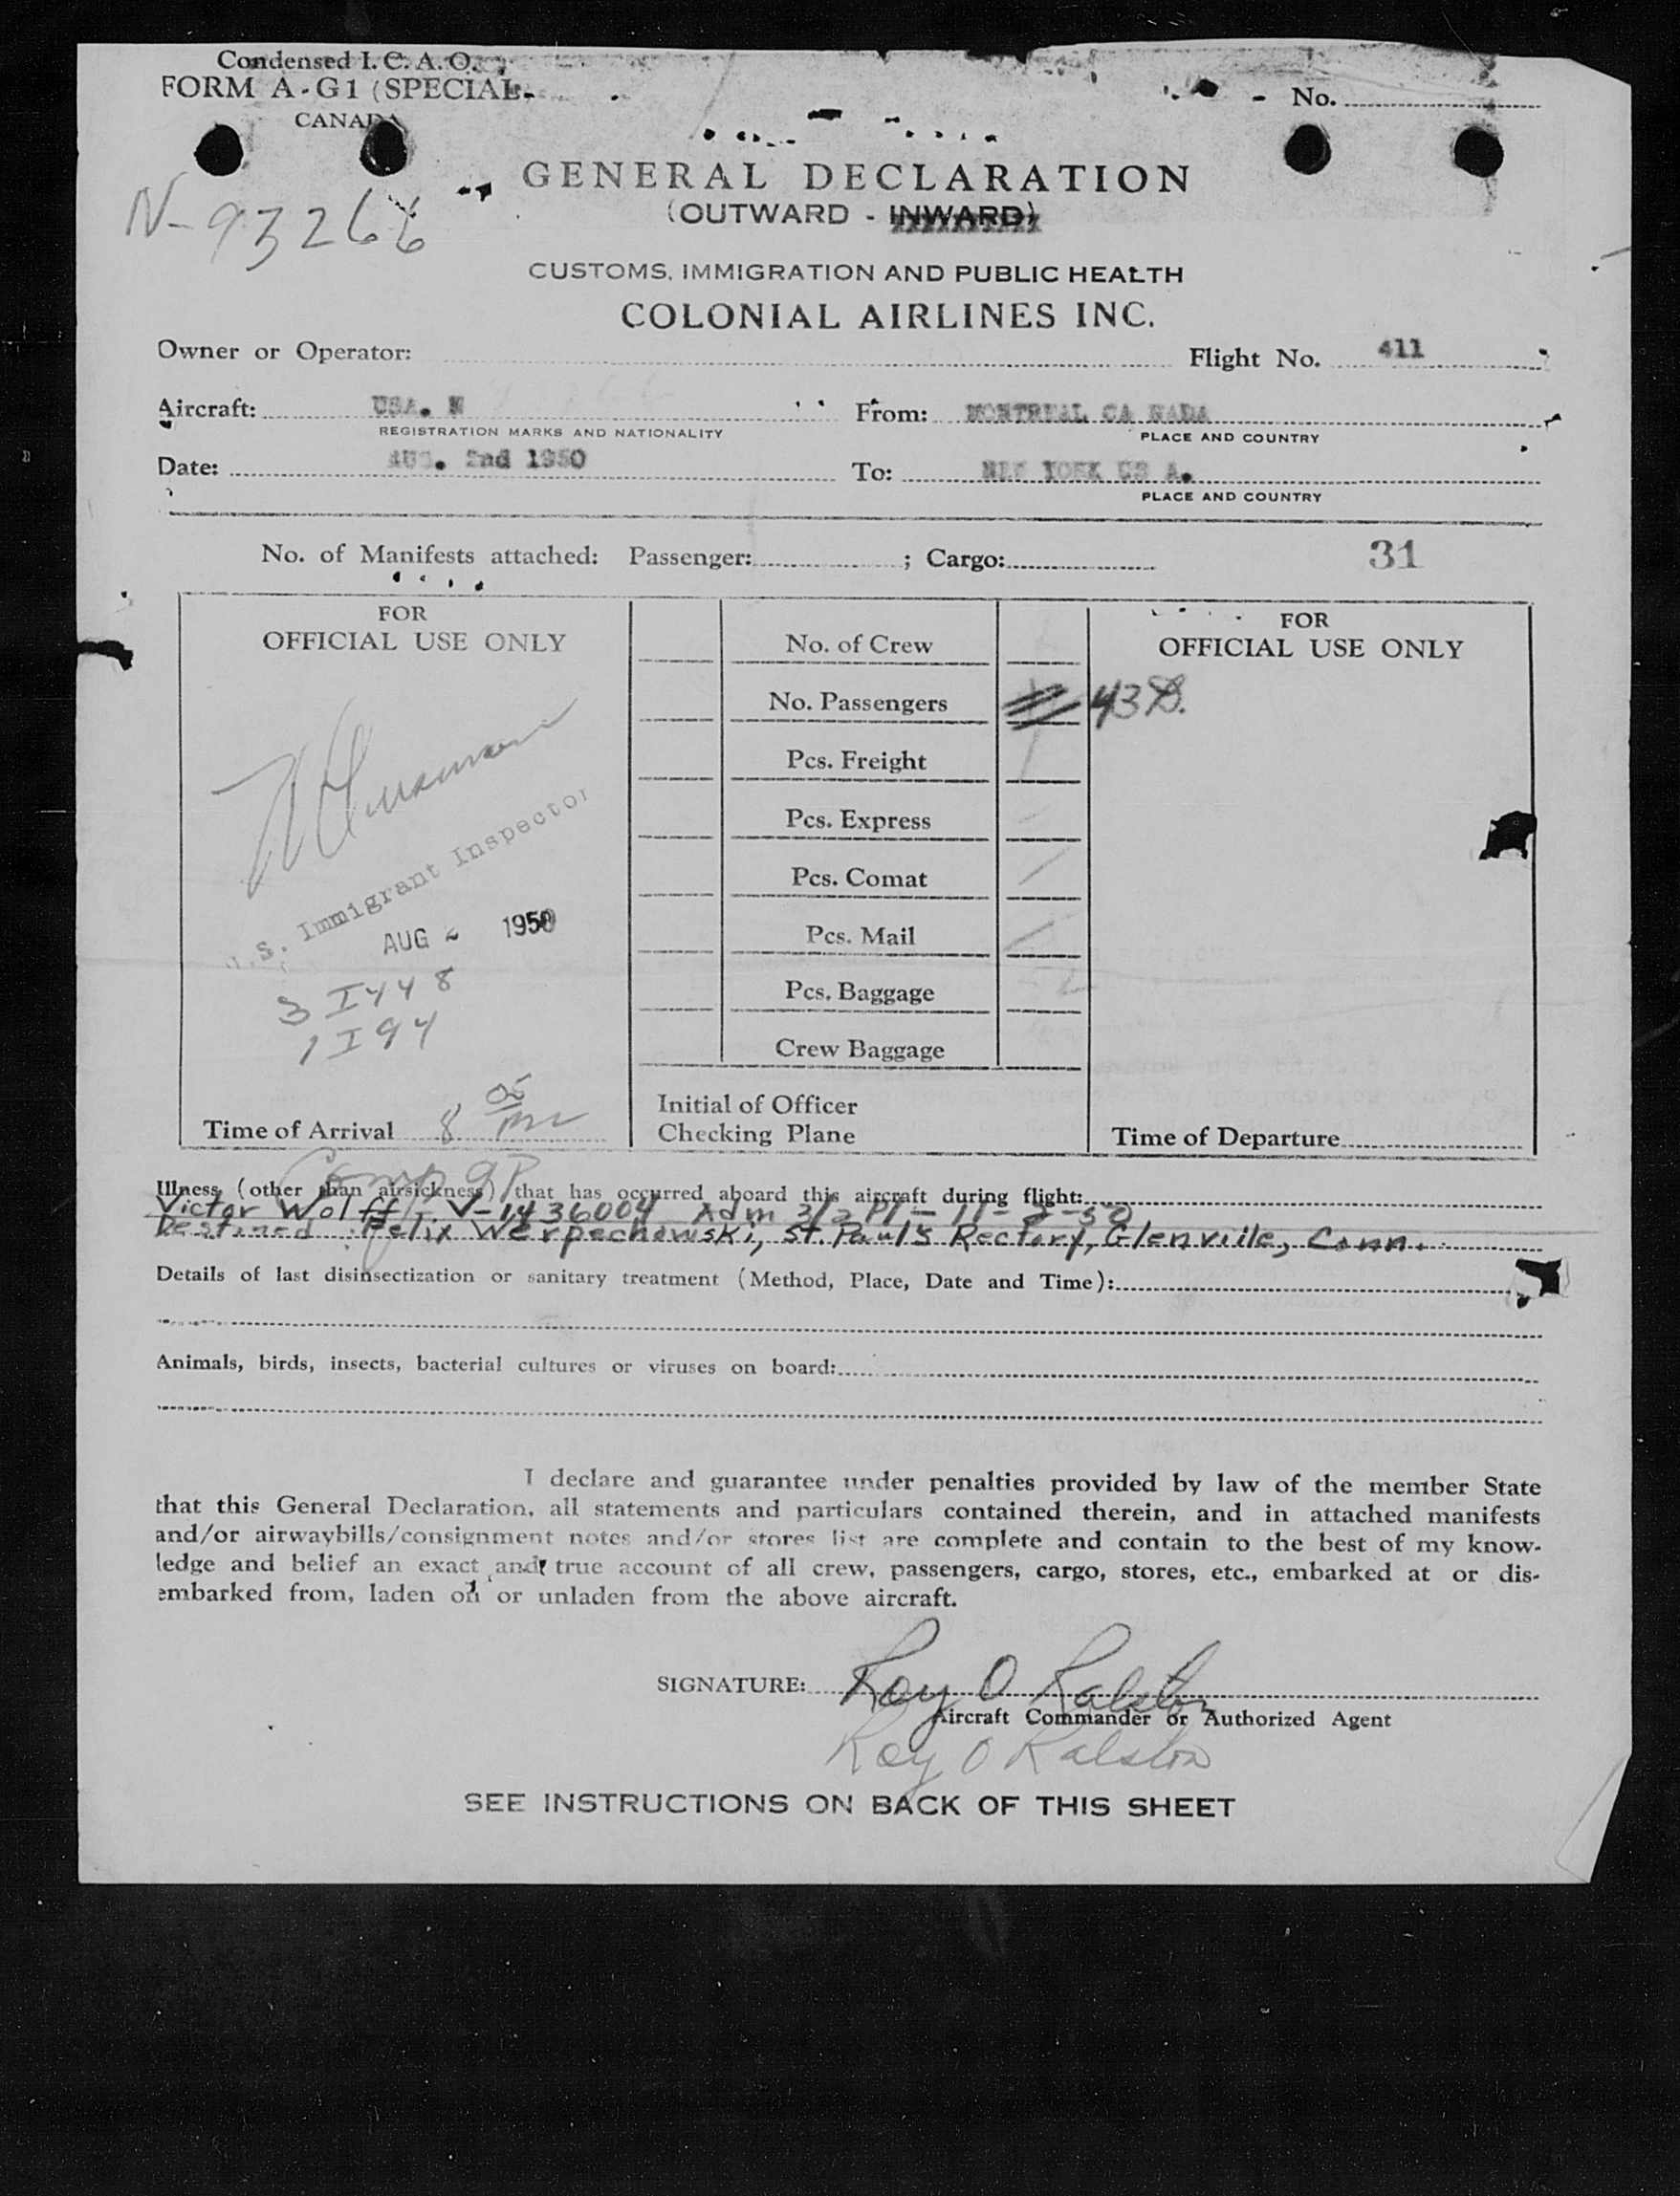 Condensed I. C. A. O.
FORM A-G1 (SPECIAL
CANADA
No.
N-93266
GENERAL DECLARATION
(OUTWARD - INWARD)
CUSTOMS, IMMIGRATION AND PUBLIC HEALTH
COLONIAL AIRLINES INC.
Owner or Operator: Flight No. 411
Aircraft: USA. N From: MONTREAL CA NADA
REGISTRATION MARKS AND NATIONALITY PLACE AND COUNTRY
Date: AUG. 2nd 1950 To: NEW YORK US A.
PLACE AND COUNTRY
No. of Manifests attached: Passenger: ; Cargo: 31
FOR
OFFICIAL USE ONLY
U.S. Immigrant Inspector
AUG 2 1950
3 I 448
1 I 94
Time of Arrival 8 05 pm
No. of Crew
No. Passengers 43
Pcs. Freight
Pcs. Express
Pcs. Comat
Pcs. Mail
Pcs. Baggage
Crew Baggage
Initial of Officer
Checking Plane
FOR
OFFICIAL USE ONLY
Time of Departure
Illness (other than airsickness) that has occurred aboard this aircraft during flight:
Victor Wolff - V-1436004 Adm 3/2 P1 - 11-2-50
Destined Felix Werpechowski, St. Paul's Rectory, Glenville, Conn.
Details of last disinsectization or sanitary treatment (Method, Place, Date and Time):
Animals, birds, insects, bacterial cultures or viruses on board:
I declare and guarantee under penalties provided by law of the member State
that this General Declaration, all statements and particulars contained therein, and in attached manifests
and/or airwaybills/consignment notes and/or stores list are complete and contain to the best of my know-
ledge and belief an exact and true account of all crew, passengers, cargo, stores, etc., embarked at or dis-
embarked from, laden on or unladen from the above aircraft.
SIGNATURE: Roy O Ralston
Aircraft Commander or Authorized Agent
Roy O Ralston
SEE INSTRUCTIONS ON BACK OF THIS SHEET